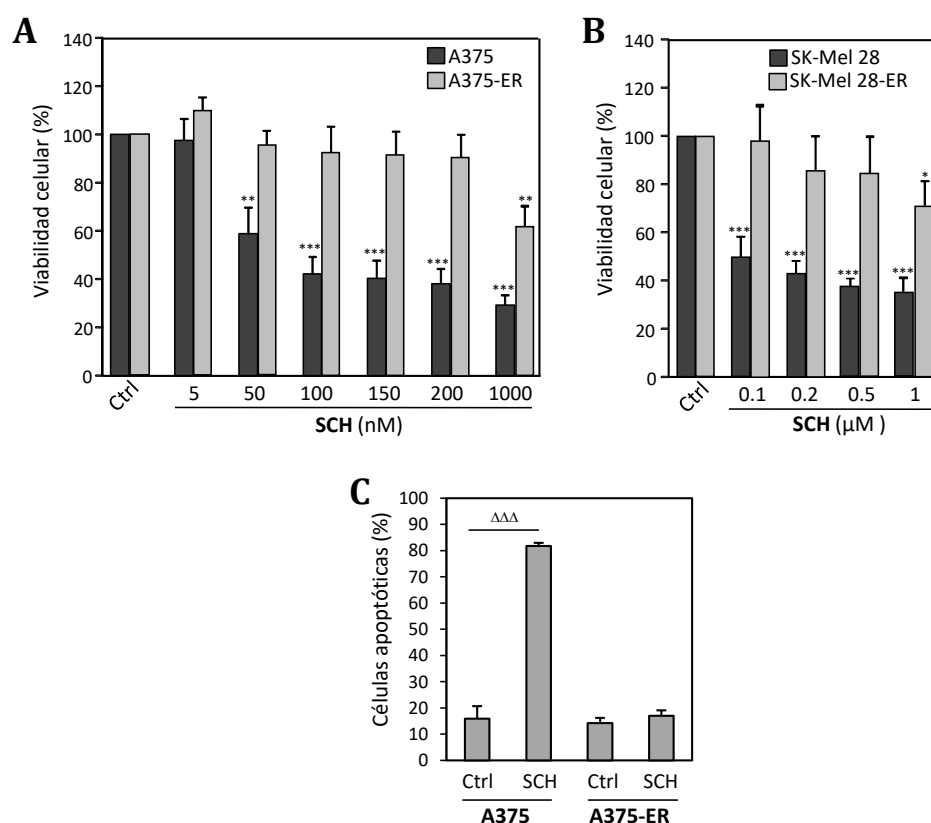 A
140
120
100
80
60
40
20
0
Viabilidad celular (%)
A375
A375-ER
**
***
***
***
***
**
Ctrl
5 50 100 150 200 1000
SCH (nM)
B
140
120
100
80
60
40
20
0
Viabilidad celular (%)
SK-Mel 28
SK-Mel 28-ER
***
***
***
***
*
Ctrl
0.1 0.2 0.5 1
SCH (µM )
C
100
90
80
70
60
50
40
30
20
10
0
Células apoptóticas (%)
ΔΔΔ
Ctrl SCH Ctrl SCH
A375 A375-ER